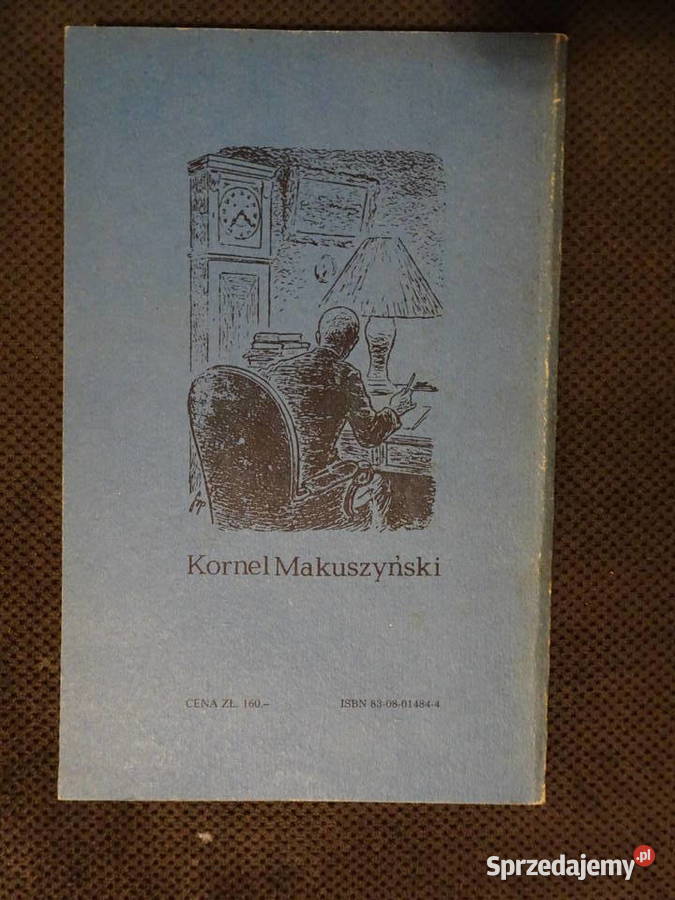 Kornel Makuszyński
CENA ZŁ. 160.–
ISBN 83-08-01484-4
Sprzedajemy.pl